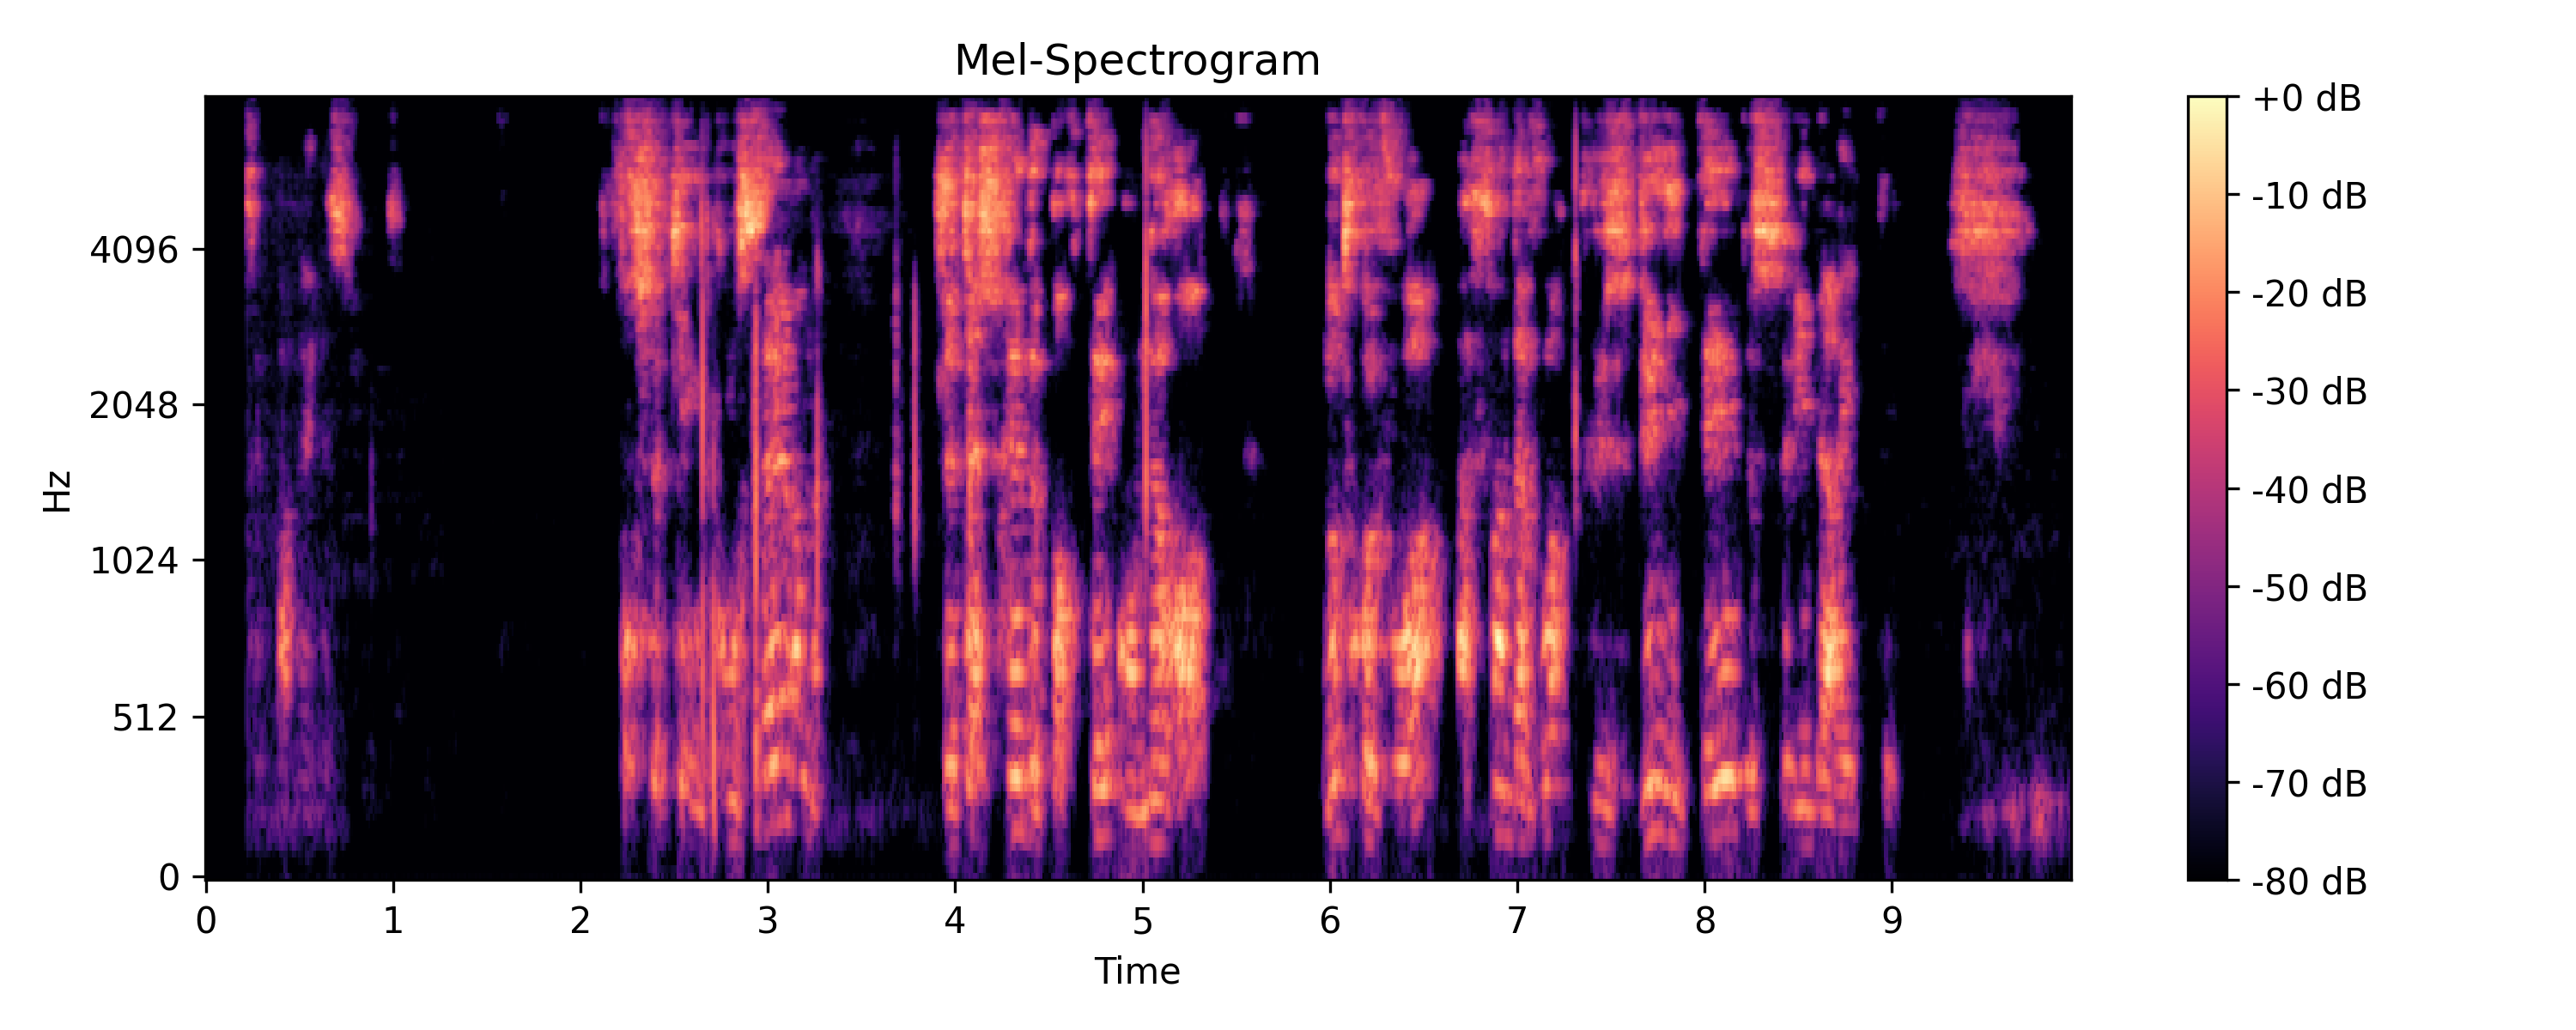 Mel-Spectrogram
+0 dB
-10 dB
4096
-20 dB
-30 dB
2048
Hz
-40 dB
1024
-50 dB
-60 dB
512
-70 dB
0
-80 dB
0 1 2 3 4 5 6 7 8 9
Time